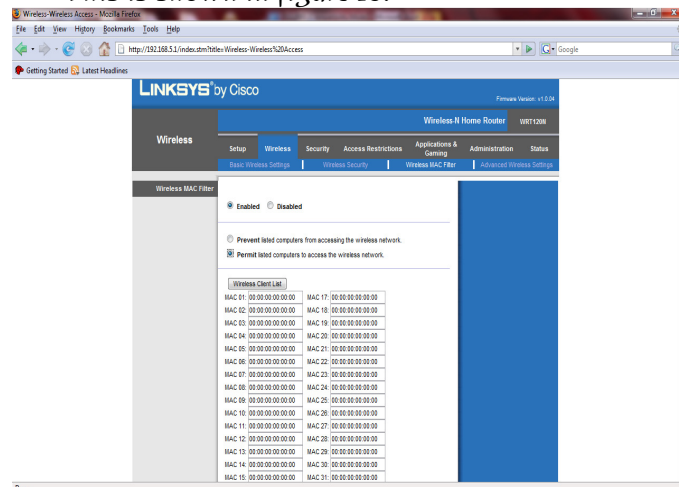 Wireless-Wireless Access - Mozilla Firefox
File Edit View History Bookmarks Tools Help
http://192.168.5.1/index.stm?title=Wireless-Wireless%20Access
Google
Getting Started Latest Headlines
LINKSYS® by Cisco
Firmware Version: v1.0.04
Wireless-N Home Router WRT120N
Wireless
Setup Wireless Security Access Restrictions Applications & Gaming Administration Status
Basic Wireless Settings Wireless Security Wireless MAC Filter Advanced Wireless Settings
Wireless MAC Filter
Enabled Disabled
Prevent listed computers from accessing the wireless network.
Permit listed computers to access the wireless network.
Wireless Client List
MAC 01: 00:00:00:00:00:00 MAC 17: 00:00:00:00:00:00
MAC 02: 00:00:00:00:00:00 MAC 18: 00:00:00:00:00:00
MAC 03: 00:00:00:00:00:00 MAC 19: 00:00:00:00:00:00
MAC 04: 00:00:00:00:00:00 MAC 20: 00:00:00:00:00:00
MAC 05: 00:00:00:00:00:00 MAC 21: 00:00:00:00:00:00
MAC 06: 00:00:00:00:00:00 MAC 22: 00:00:00:00:00:00
MAC 07: 00:00:00:00:00:00 MAC 23: 00:00:00:00:00:00
MAC 08: 00:00:00:00:00:00 MAC 24: 00:00:00:00:00:00
MAC 09: 00:00:00:00:00:00 MAC 25: 00:00:00:00:00:00
MAC 10: 00:00:00:00:00:00 MAC 26: 00:00:00:00:00:00
MAC 11: 00:00:00:00:00:00 MAC 27: 00:00:00:00:00:00
MAC 12: 00:00:00:00:00:00 MAC 28: 00:00:00:00:00:00
MAC 13: 00:00:00:00:00:00 MAC 29: 00:00:00:00:00:00
MAC 14: 00:00:00:00:00:00 MAC 30: 00:00:00:00:00:00
MAC 15: 00:00:00:00:00:00 MAC 31: 00:00:00:00:00:00